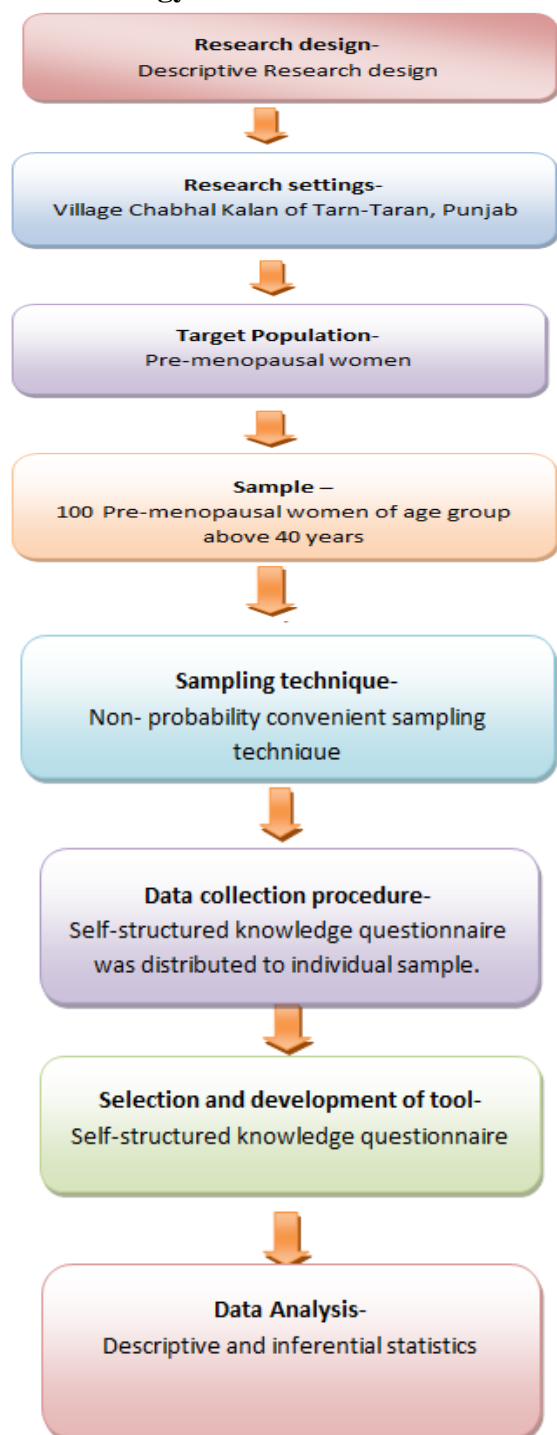 Research design-
Descriptive Research design
Research settings-
Village Chabhal Kalan of Tarn-Taran, Punjab
Target Population-
Pre-menopausal women
Sample –
100 Pre-menopausal women of age group
above 40 years
Sampling technique-
Non- probability convenient sampling
technique
Data collection procedure-
Self-structured knowledge questionnaire
was distributed to individual sample.
Selection and development of tool-
Self-structured knowledge questionnaire
Data Analysis-
Descriptive and inferential statistics